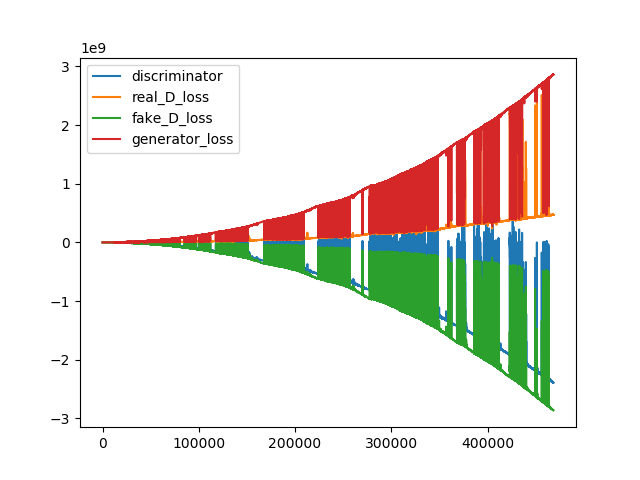 1e9
3
2
1
0
−1
−2
−3
discriminator
real_D_loss
fake_D_loss
generator_loss
0 100000 200000 300000 400000